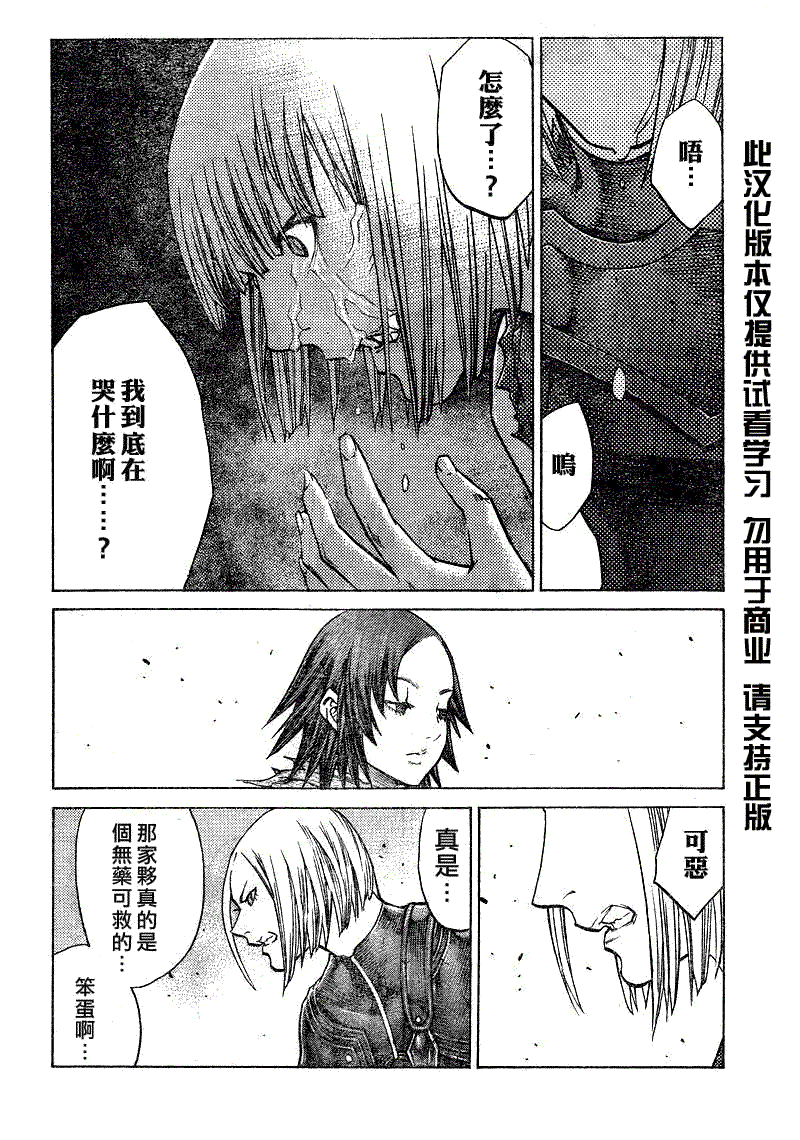 唔…
嗚
怎麼了…?
我到底在
哭什麼啊……?
可惡
真是…
那家夥真的是
個無藥可救的…
笨蛋啊…
此汉化版本仅提供试看学习 勿用于商业 请支持正版